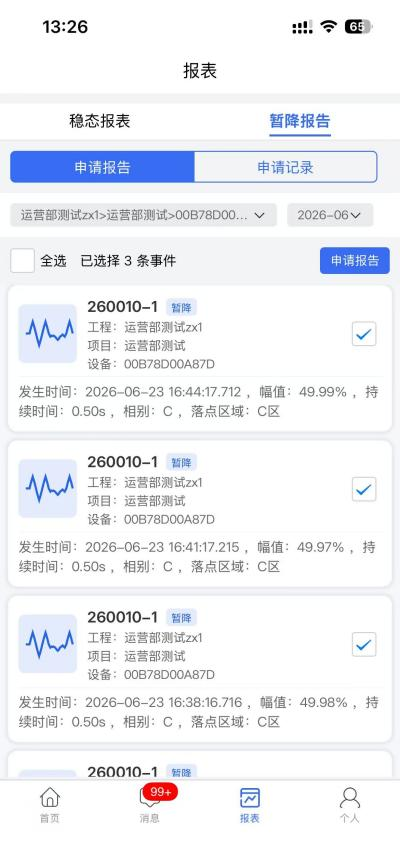 13:26
65
报表
稳态报表 暂降报告
申请报告 申请记录
运营部测试zx1>运营部测试>00B78D00... 2026-06
全选 已选择 3 条事件 申请报告
260010-1 暂降
工程：运营部测试zx1
项目：运营部测试
设备：00B78D00A87D
发生时间：2026-06-23 16:44:17.712 ，幅值：49.99% ，持
续时间：0.50s ，相别：C ，落点区域：C区
260010-1 暂降
工程：运营部测试zx1
项目：运营部测试
设备：00B78D00A87D
发生时间：2026-06-23 16:41:17.215 ，幅值：49.97% ，持
续时间：0.50s ，相别：C ，落点区域：C区
260010-1 暂降
工程：运营部测试zx1
项目：运营部测试
设备：00B78D00A87D
发生时间：2026-06-23 16:38:16.716 ，幅值：49.98% ，持
续时间：0.50s ，相别：C ，落点区域：C区
260010-1 暂降
99+
首页 消息 报表 个人